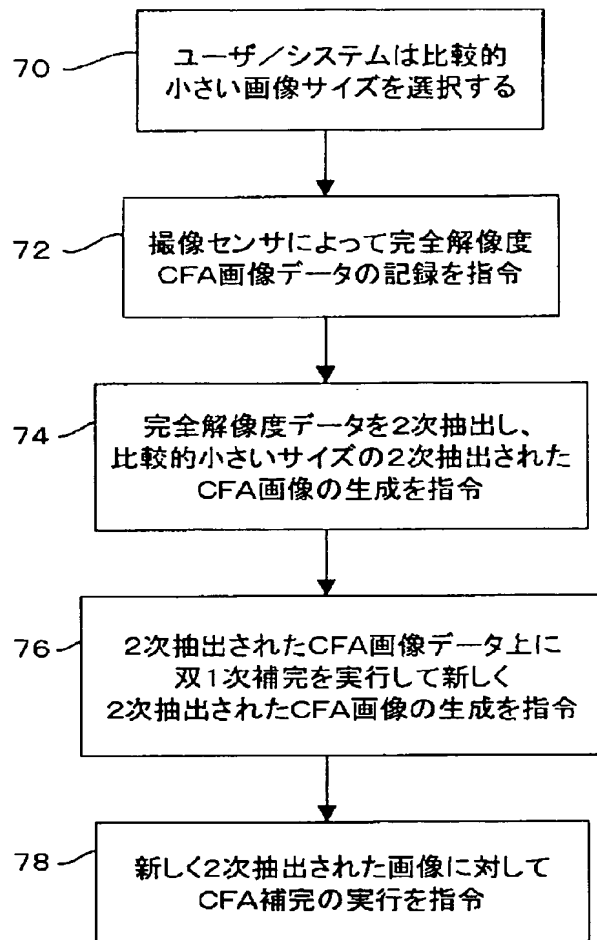 70
ユーザ／システムは比較的
小さい画像サイズを選択する
72
撮像センサによって完全解像度
CFA画像データの記録を指令
74
完全解像度データを2次抽出し、
比較的小さいサイズの2次抽出された
CFA画像の生成を指令
76
2次抽出されたCFA画像データ上に
双1次補完を実行して新しく
2次抽出されたCFA画像の生成を指令
78
新しく2次抽出された画像に対して
CFA補完の実行を指令